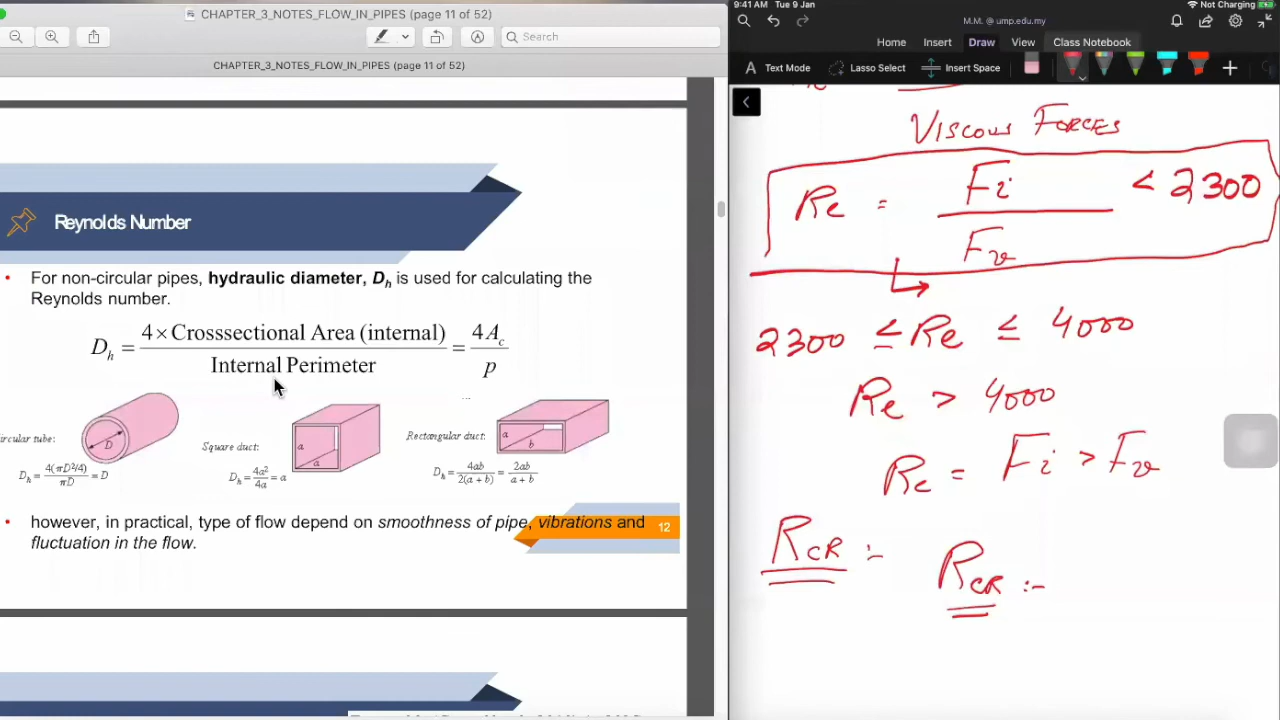 CHAPTER_3_NOTES_FLOW_IN_PIPES (page 11 of 52)
Search
CHAPTER_3_NOTES_FLOW_IN_PIPES (page 11 of 52)
Reynolds Number
• For non-circular pipes, hydraulic diameter, Dh is used for calculating the
Reynolds number.
Dh = 4 × Crosssectional Area (internal) / Internal Perimeter = 4Ac / p
ircular tube:
D
Dh = 4(πD²/4) / πD = D
Square duct:
a
a
Dh = 4a² / 4a = a
Rectangular duct:
a
b
Dh = 4ab / 2(a + b) = 2ab / a + b
• however, in practical, type of flow depend on smoothness of pipe, vibrations and
fluctuation in the flow.
12
9:41 AM Tue 9 Jan
Not Charging
M.M. @ ump.edu.my
Home Insert Draw View Class Notebook
Text Mode Lasso Select Insert Space
VISCOUS FORCES
Re = Fi / Fv < 2300
2300 ≤ Re ≤ 4000
Re > 4000
Re = Fi > Fv
RCR :-
RCR :-